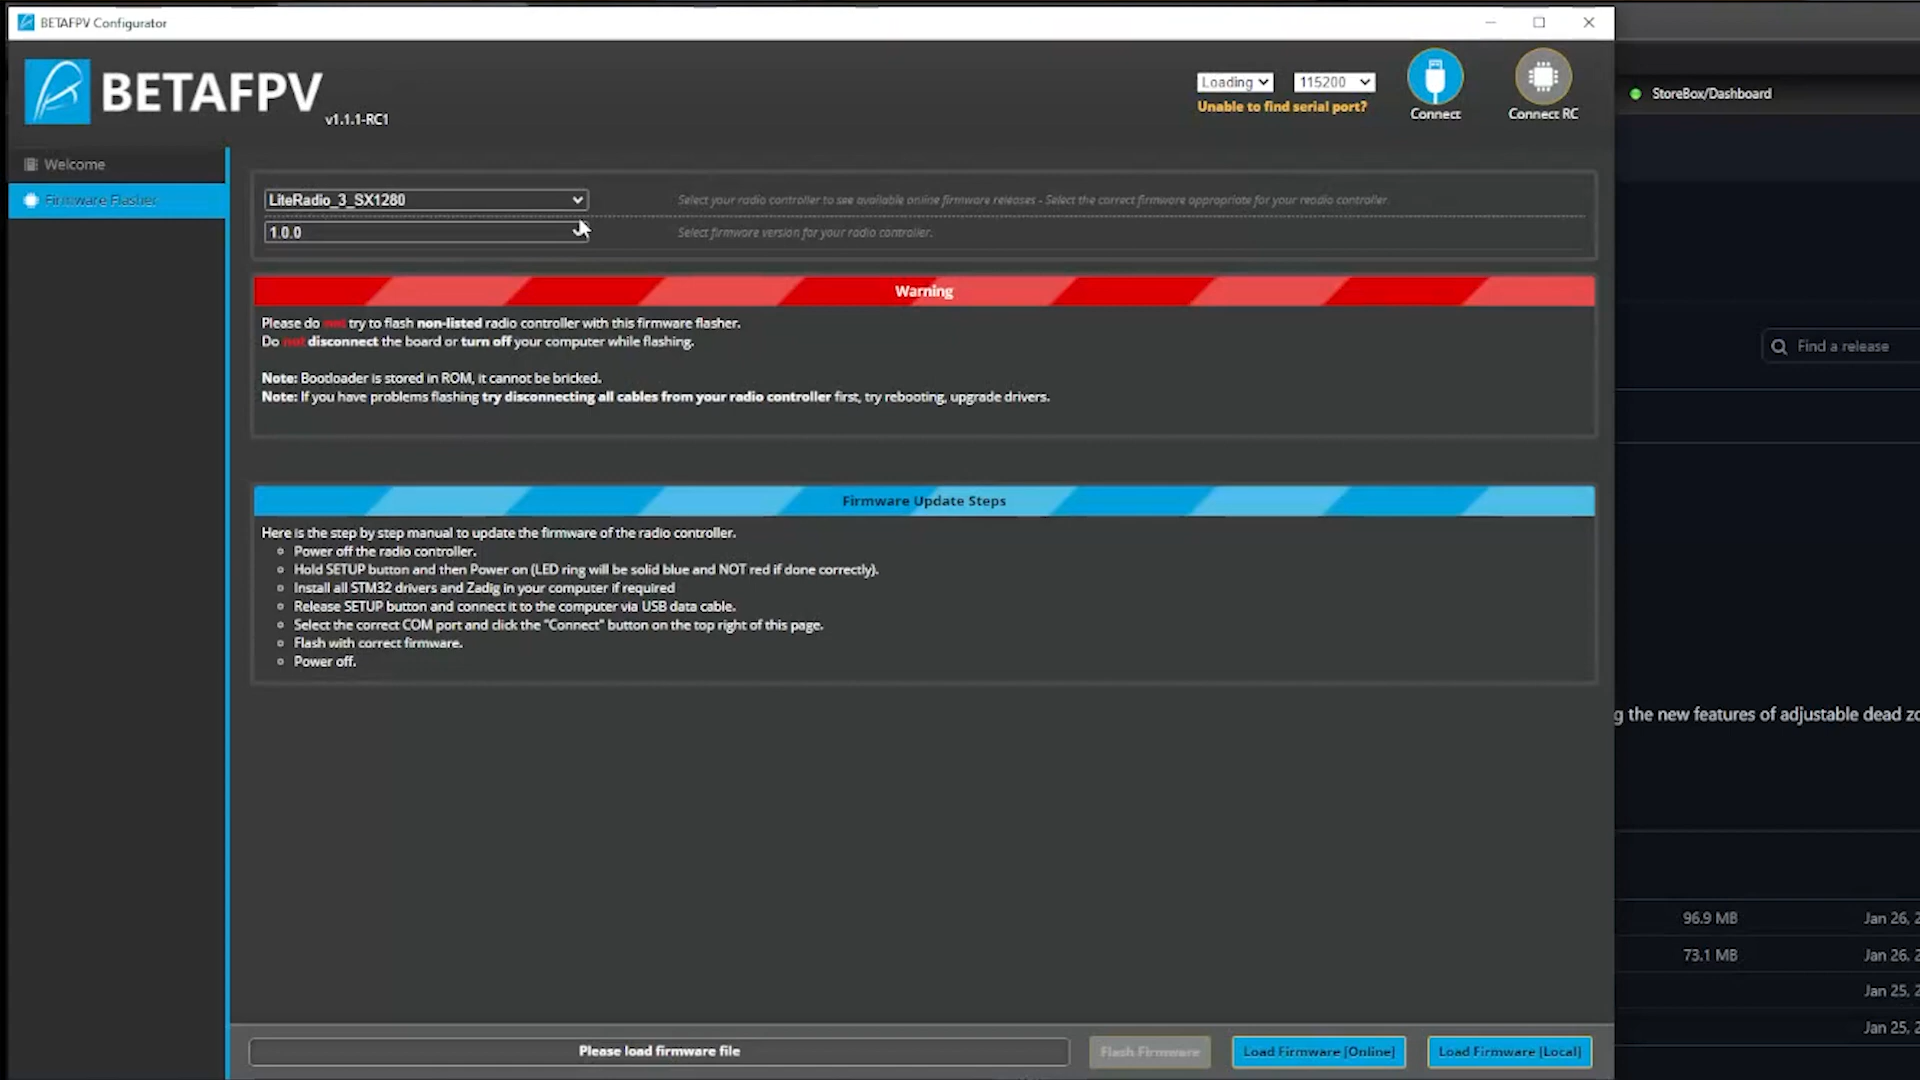 BETAFPV Configurator
BETAFPV
v1.1.1-RC1
Loading
115200
Unable to find serial port?
Connect
Connect RC
StoreBox/Dashboard
Welcome
Firmware Flasher
LiteRadio_3_SX1280
Select your radio controller to see available online firmware releases - Select the correct firmware appropriate for your readio controller.
1.0.0
Select firmware version for your radio controller.
Warning
Please do not try to flash non-listed radio controller with this firmware flasher.
Do not disconnect the board or turn off your computer while flashing.
Note: Bootloader is stored in ROM, it cannot be bricked.
Note: If you have problems flashing try disconnecting all cables from your radio controller first, try rebooting, upgrade drivers.
Find a release
Firmware Update Steps
Here is the step by step manual to update the firmware of the radio controller.
Power off the radio controller.
Hold SETUP button and then Power on (LED ring will be solid blue and NOT red if done correctly).
Install all STM32 drivers and Zadig in your computer if required
Release SETUP button and connect it to the computer via USB data cable.
Select the correct COM port and click the "Connect" button on the top right of this page.
Flash with correct firmware.
Power off.
g the new features of adjustable dead zo
96.9 MB
Jan 26, 2
73.1 MB
Jan 26, 2
Jan 25, 2
Jan 25, 2
Please load firmware file
Flash Firmware
Load Firmware [Online]
Load Firmware [Local]